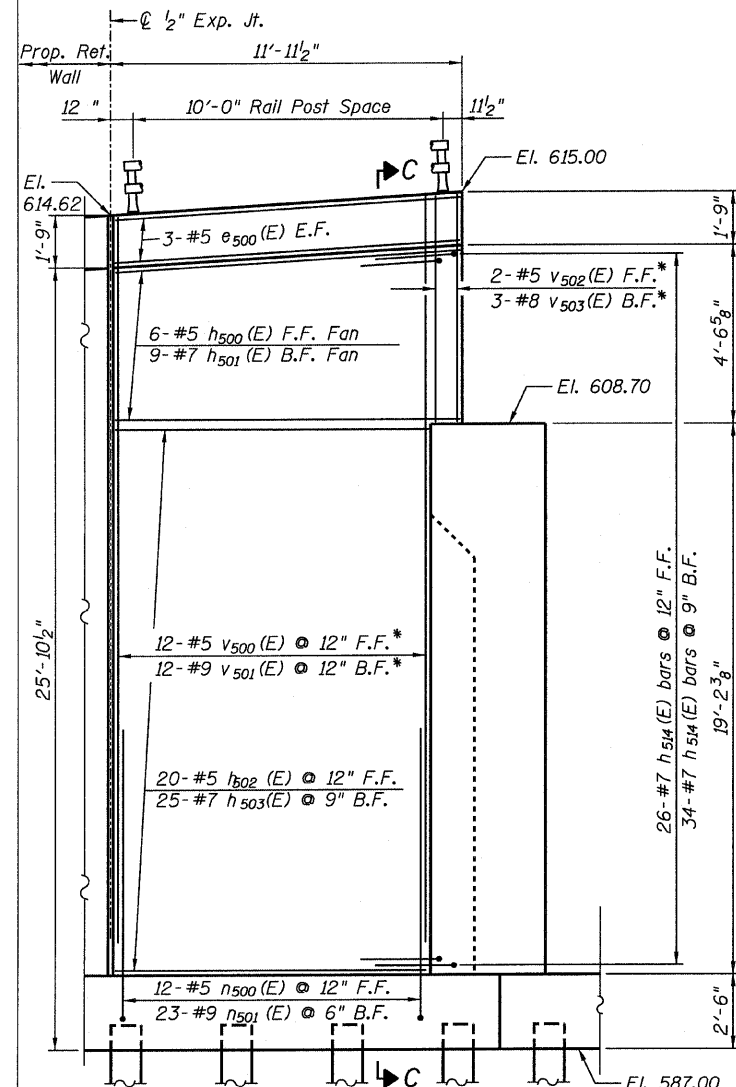 ℄ ½" Exp. Jt.
Prop. Ret.
Wall
11'-11½"
12 "
10'-0" Rail Post Space
11½"
C
El. 615.00
El.
614.62
1'-9"
3-#5 e500(E) E.F.
1'-9"
2-#5 v502(E) F.F.*
3-#8 v503(E) B.F.*
4'-6⅝"
6-#5 h500(E) F.F. Fan
9-#7 h501(E) B.F. Fan
El. 608.70
25'-10½"
12-#5 v500(E) @ 12" F.F.*
12-#9 v501(E) @ 12" B.F.*
26-#7 h514(E) bars @ 12" F.F.
34-#7 h514(E) bars @ 9" B.F.
19'-2⅜"
20-#5 h502 (E) @ 12" F.F.
25-#7 h503(E) @ 9" B.F.
12-#5 n500(E) @ 12" F.F.
23-#9 n501(E) @ 6" B.F.
2'-6"
C
El. 587.00